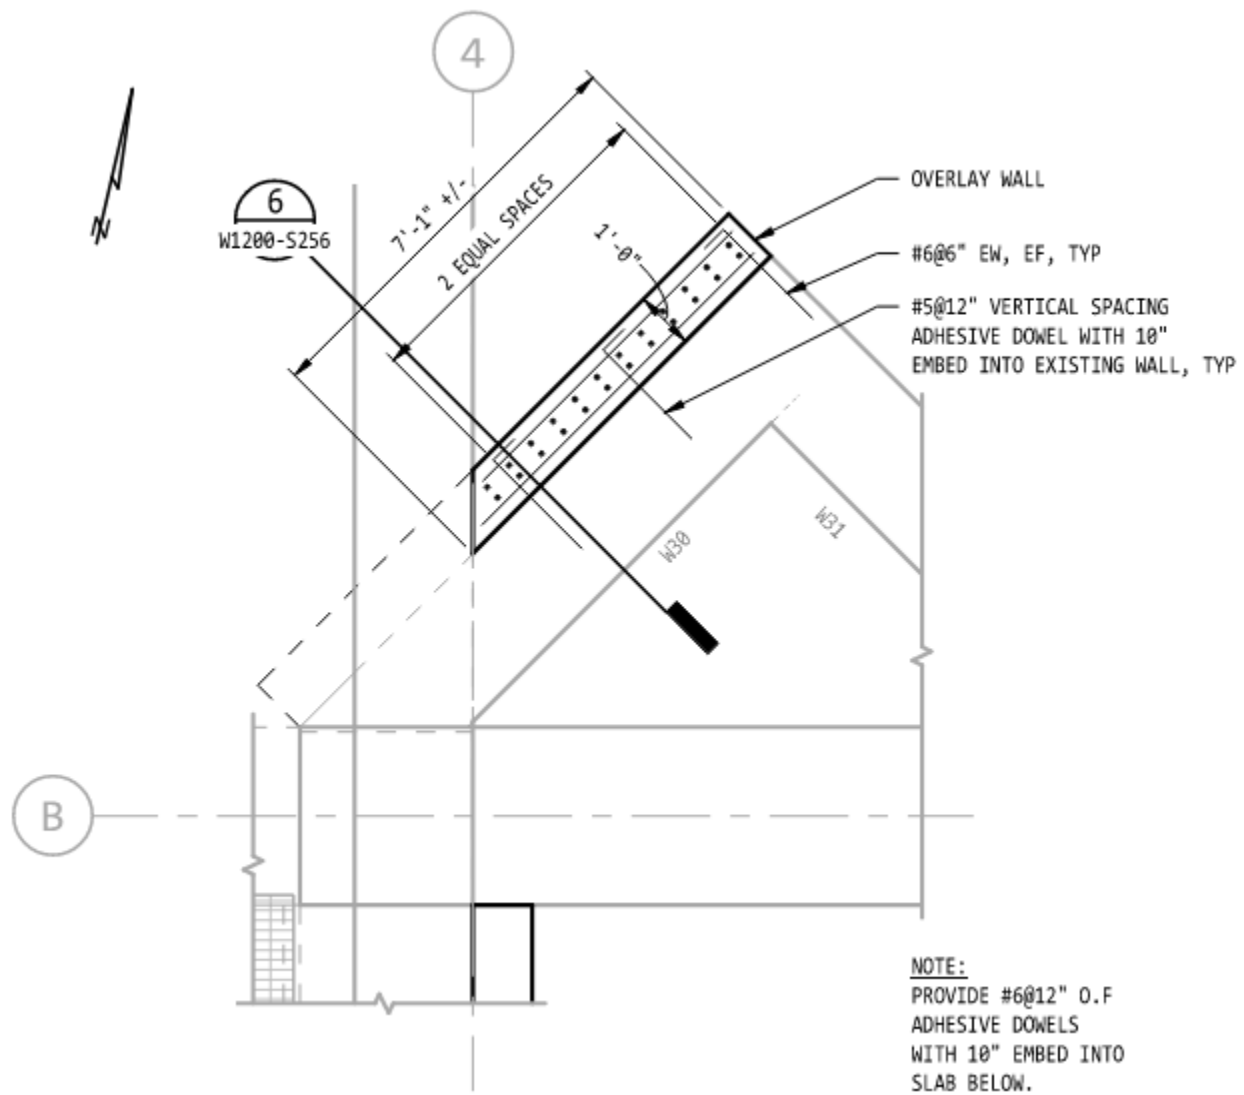 4
N
6
W1200-S256
7'-1" +/-
2 EQUAL SPACES
1'-0"
OVERLAY WALL
#6@6" EW, EF, TYP
#5@12" VERTICAL SPACING
ADHESIVE DOWEL WITH 10"
EMBED INTO EXISTING WALL, TYP
W30
W31
B
NOTE:
PROVIDE #6@12" O.F
ADHESIVE DOWELS
WITH 10" EMBED INTO
SLAB BELOW.